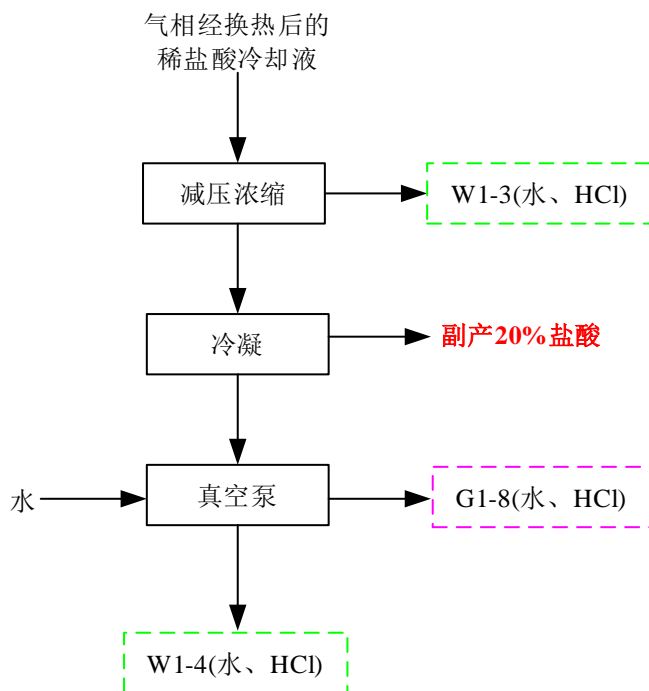 气相经换热后的
稀盐酸冷却液
减压浓缩
W1-3(水、HCl)
冷凝
副产20%盐酸
水
真空泵
G1-8(水、HCl)
W1-4(水、HCl)